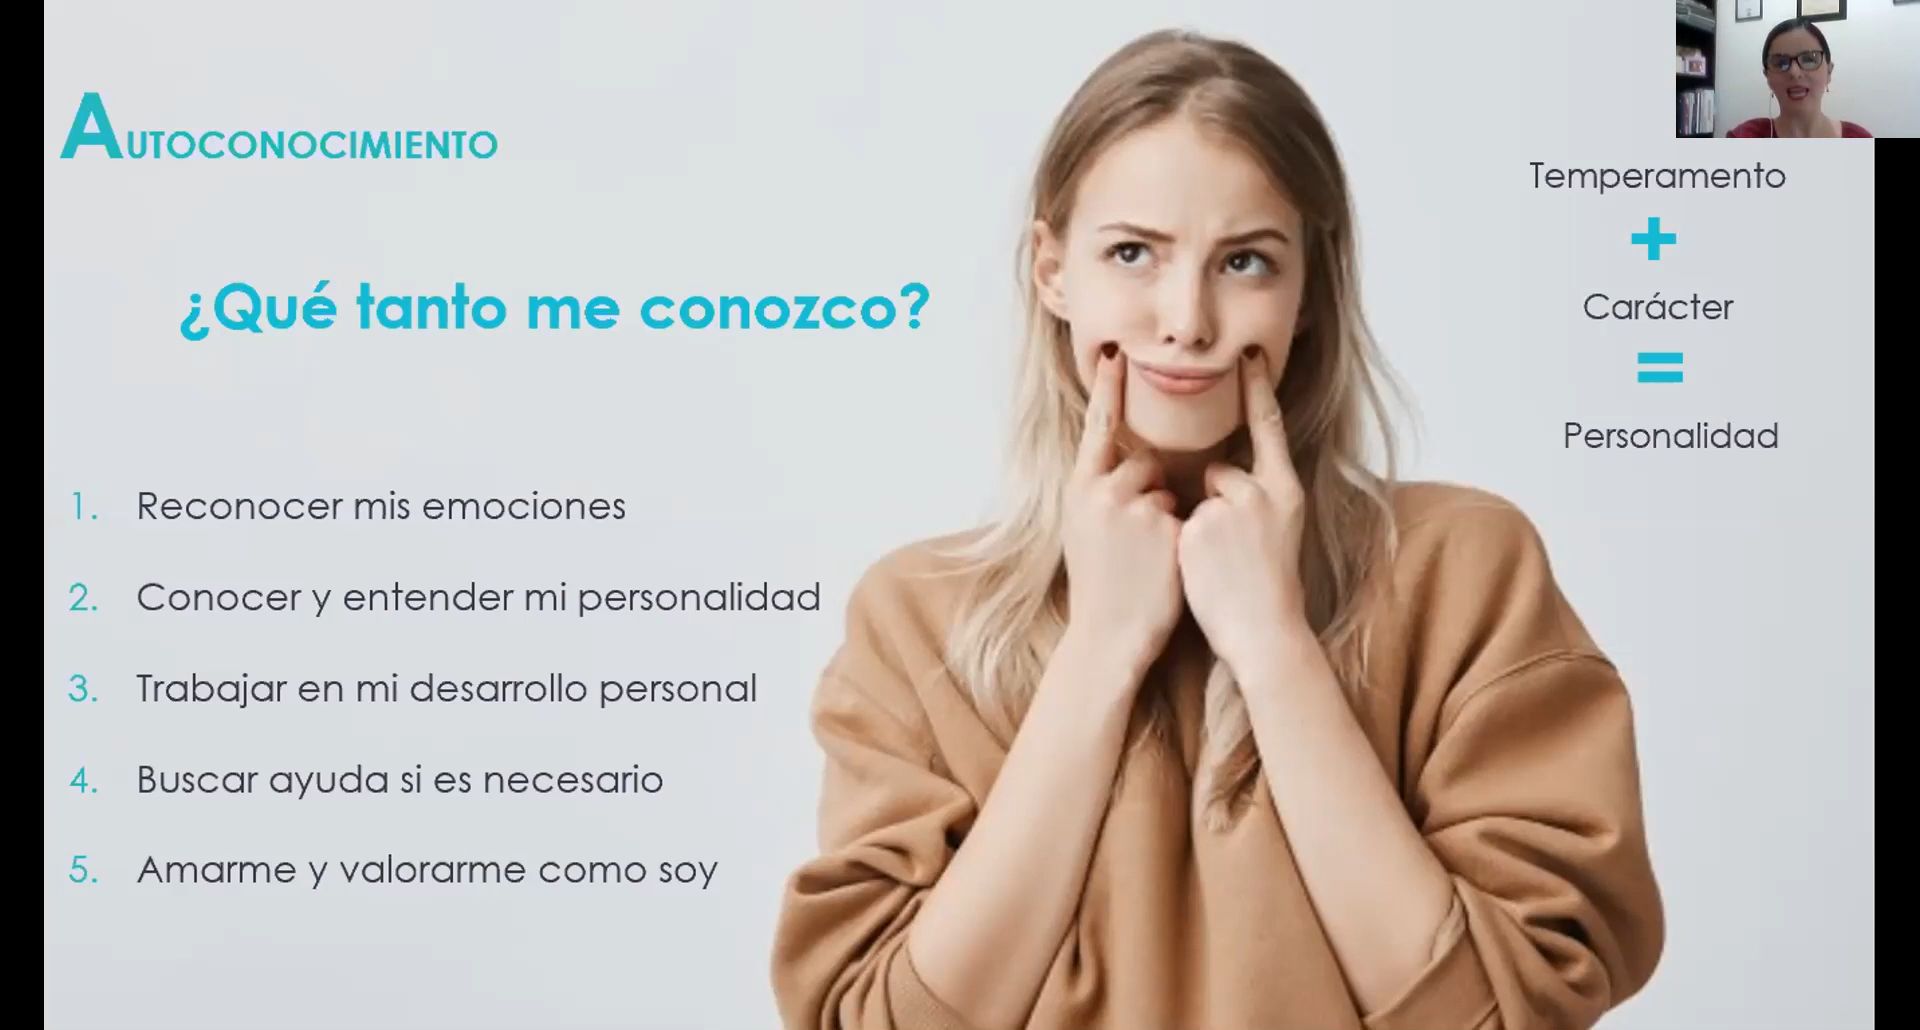 AUTOCONOCIMIENTO
¿Qué tanto me conozco?
1. Reconocer mis emociones
2. Conocer y entender mi personalidad
3. Trabajar en mi desarrollo personal
4. Buscar ayuda si es necesario
5. Amarme y valorarme como soy
Temperamento
+
Carácter
=
Personalidad